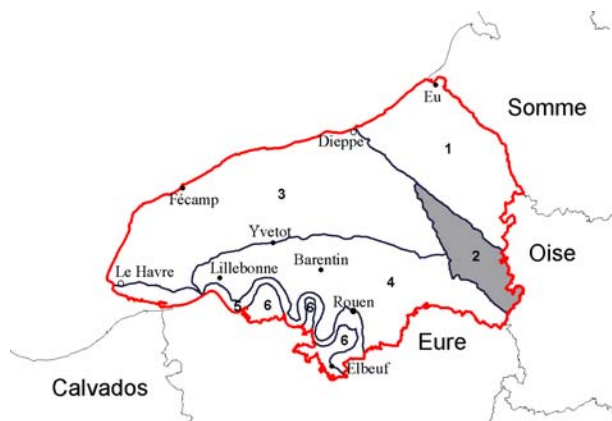 Eu
Somme
Dieppe
1
3
Fécamp
Yvetot
2
Oise
Le Havre
Lillebonne
Barentin
4
5
6
6
Rouen
6
Eure
Elbeuf
Calvados